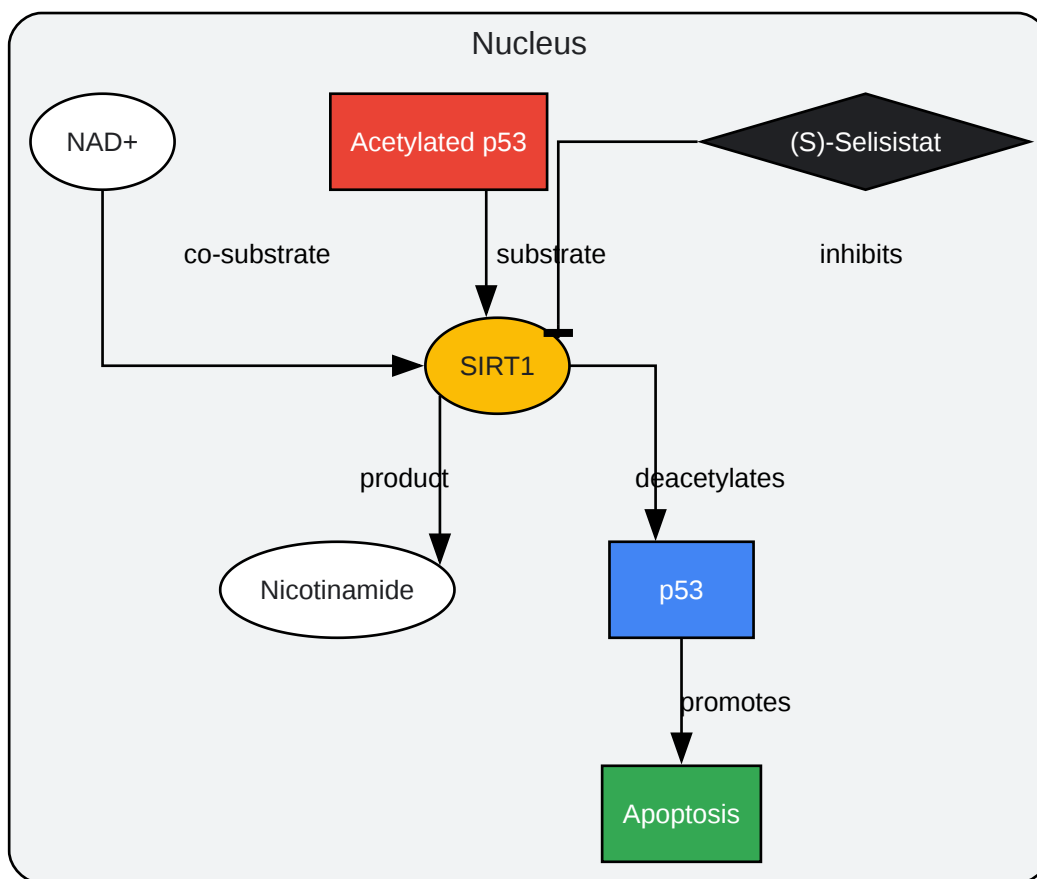 Nucleus
NAD+
Acetylated p53
(S)-Selisistat
co-substrate
substrate
inhibits
SIRT1
product
deacetylates
Nicotinamide
p53
promotes
Apoptosis